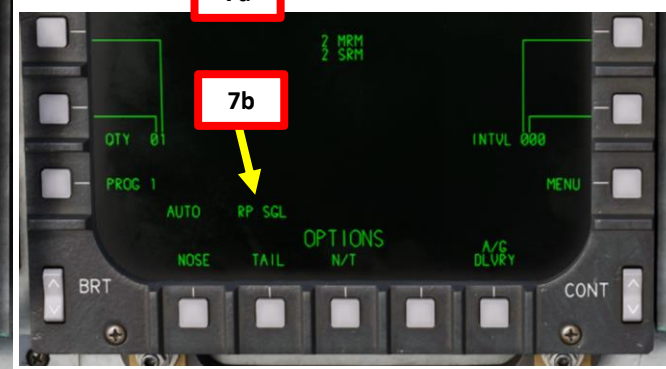 2 MRM
2 SRM
7b
QTY 01
INTVL 000
PROG 1
MENU
AUTO RP SGL
OPTIONS
NOSE TAIL N/T A/G DLVRY
BRT
CONT